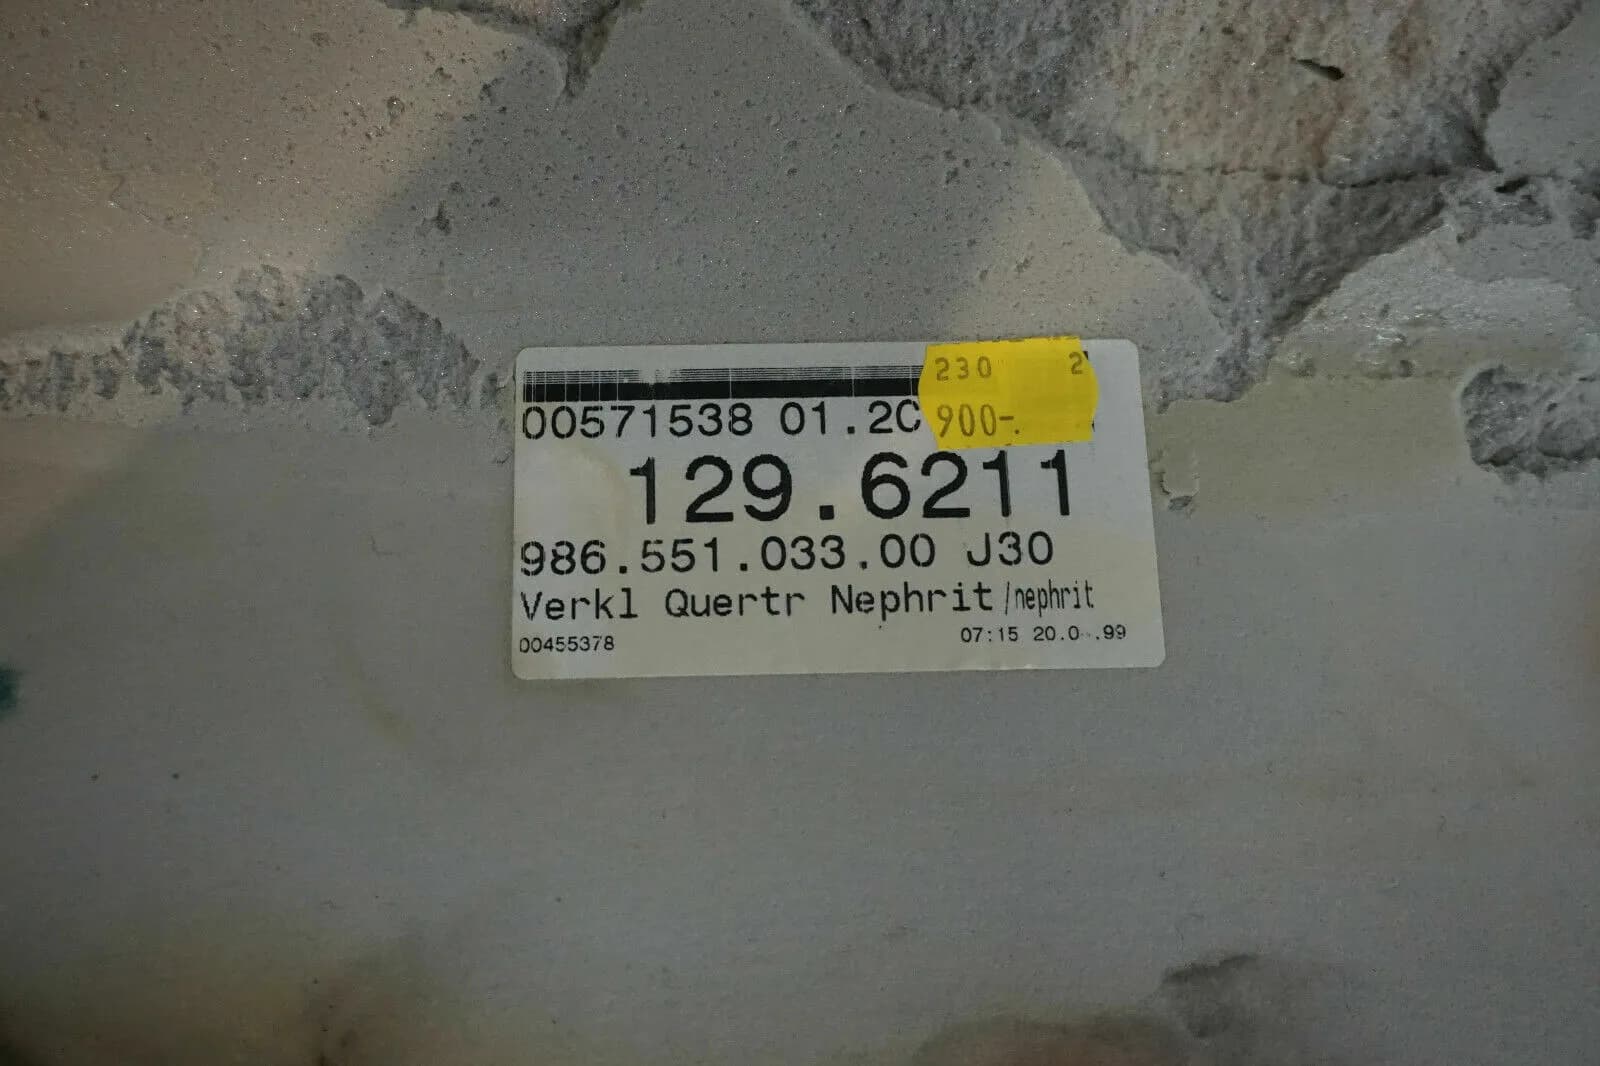 230 2
00571538 01.2
900-.
129.6211
986.551.033.00 J30
Verkl Quertr Nephrit/nephrit
00455378 07:15 20.0 .99